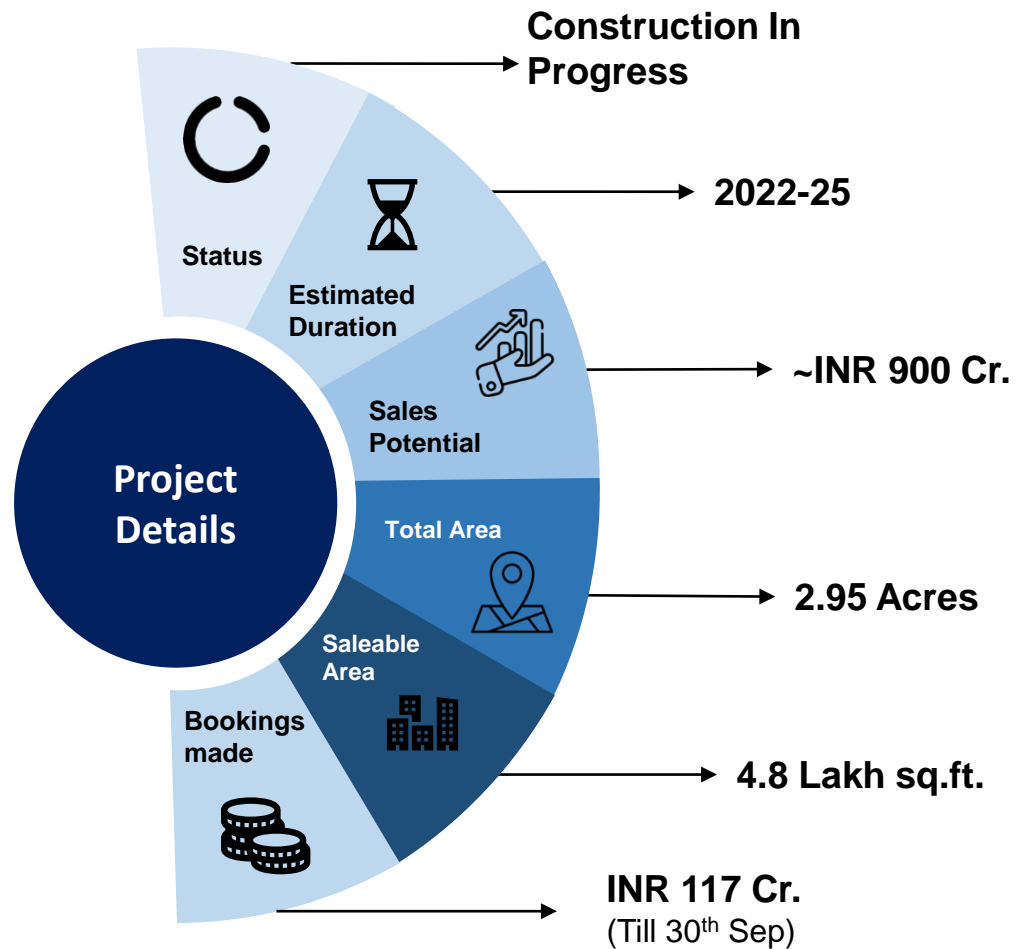 Construction In
Progress
Status
2022-25
Estimated
Duration
~INR 900 Cr.
Sales
Potential
Project
Details
Total Area
2.95 Acres
Saleable
Area
4.8 Lakh sq.ft.
Bookings
made
INR 117 Cr.
(Till 30th Sep)